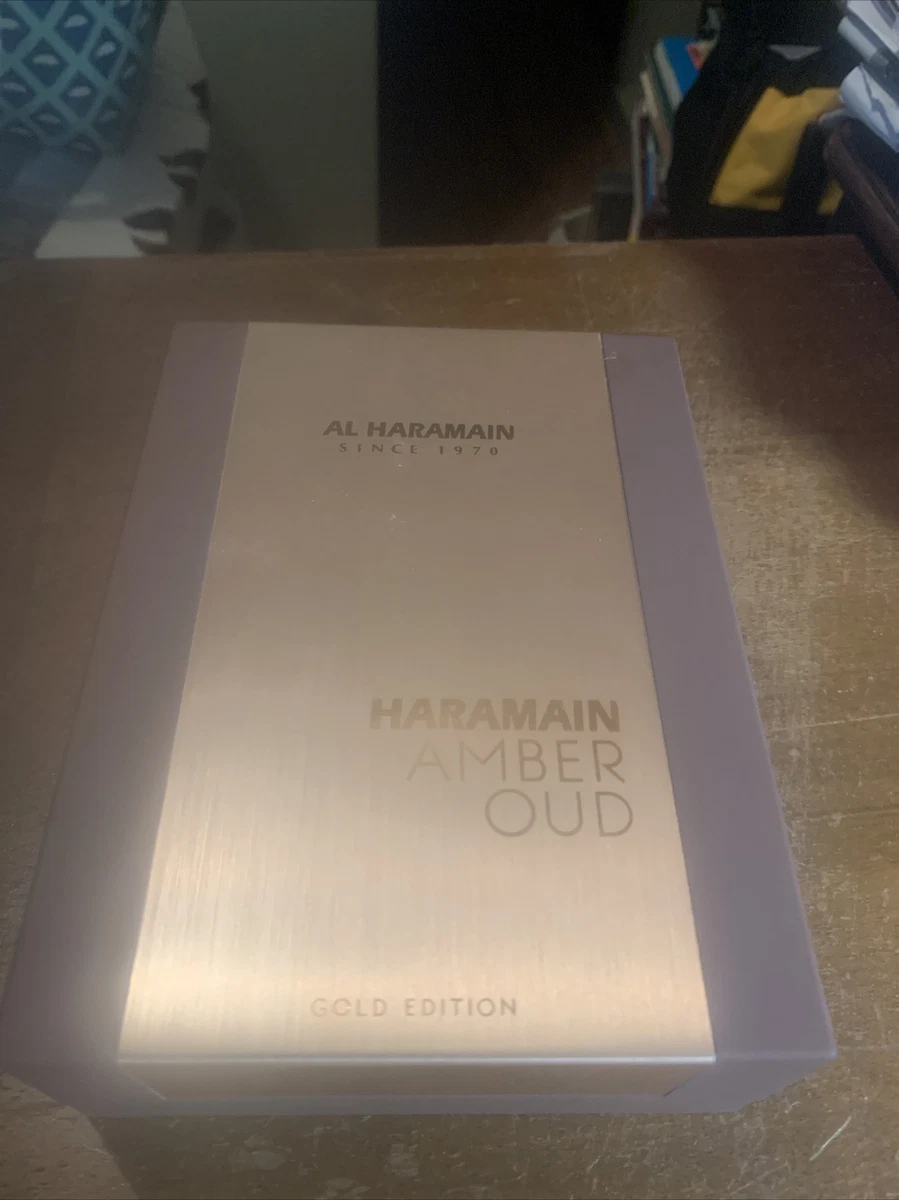 AL HARAMAIN
SINCE 1970
HARAMAIN
AMBER
OUD
GOLD EDITION